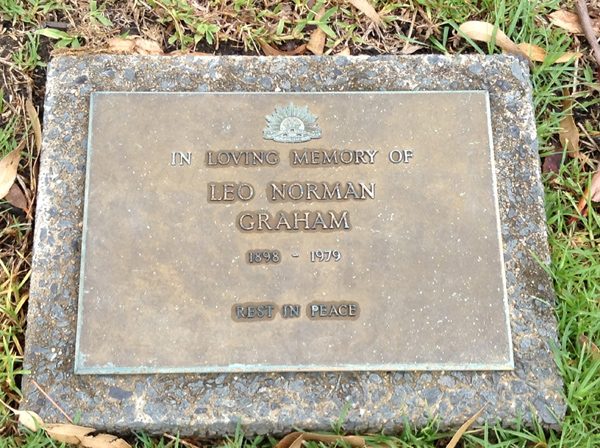 IN LOVING MEMORY OF
LEO NORMAN
GRAHAM
1898 - 1979
REST IN PEACE